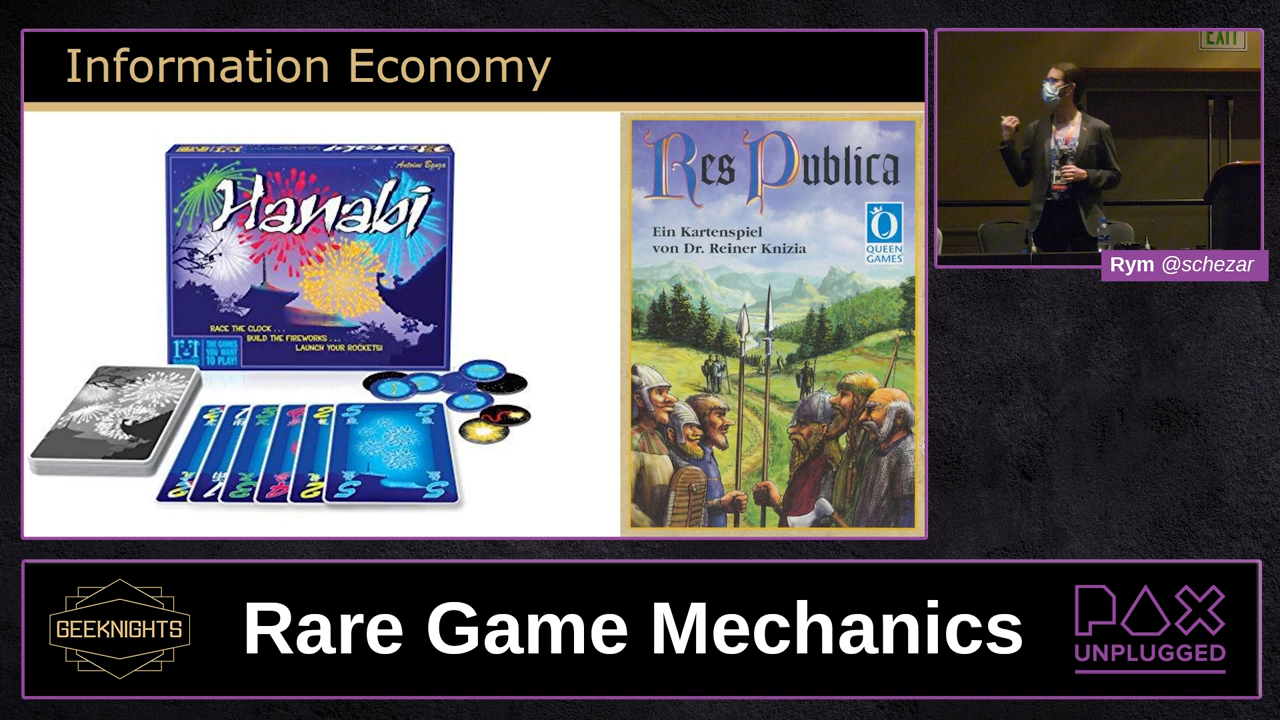 Information Economy
Antoine Bauza
Hanabi
RACE THE CLOCK . . .
BUILD THE FIREWORKS . . .
LAUNCH YOUR ROCKETS!
THE GAMES
YOU WANT
TO PLAY!
Res Publica
Ein Kartenspiel
von Dr. Reiner Knizia
QUEEN
GAMES
EXIT
Rym @schezar
GEEKNIGHTS
Rare Game Mechanics
PAX
UNPLUGGED